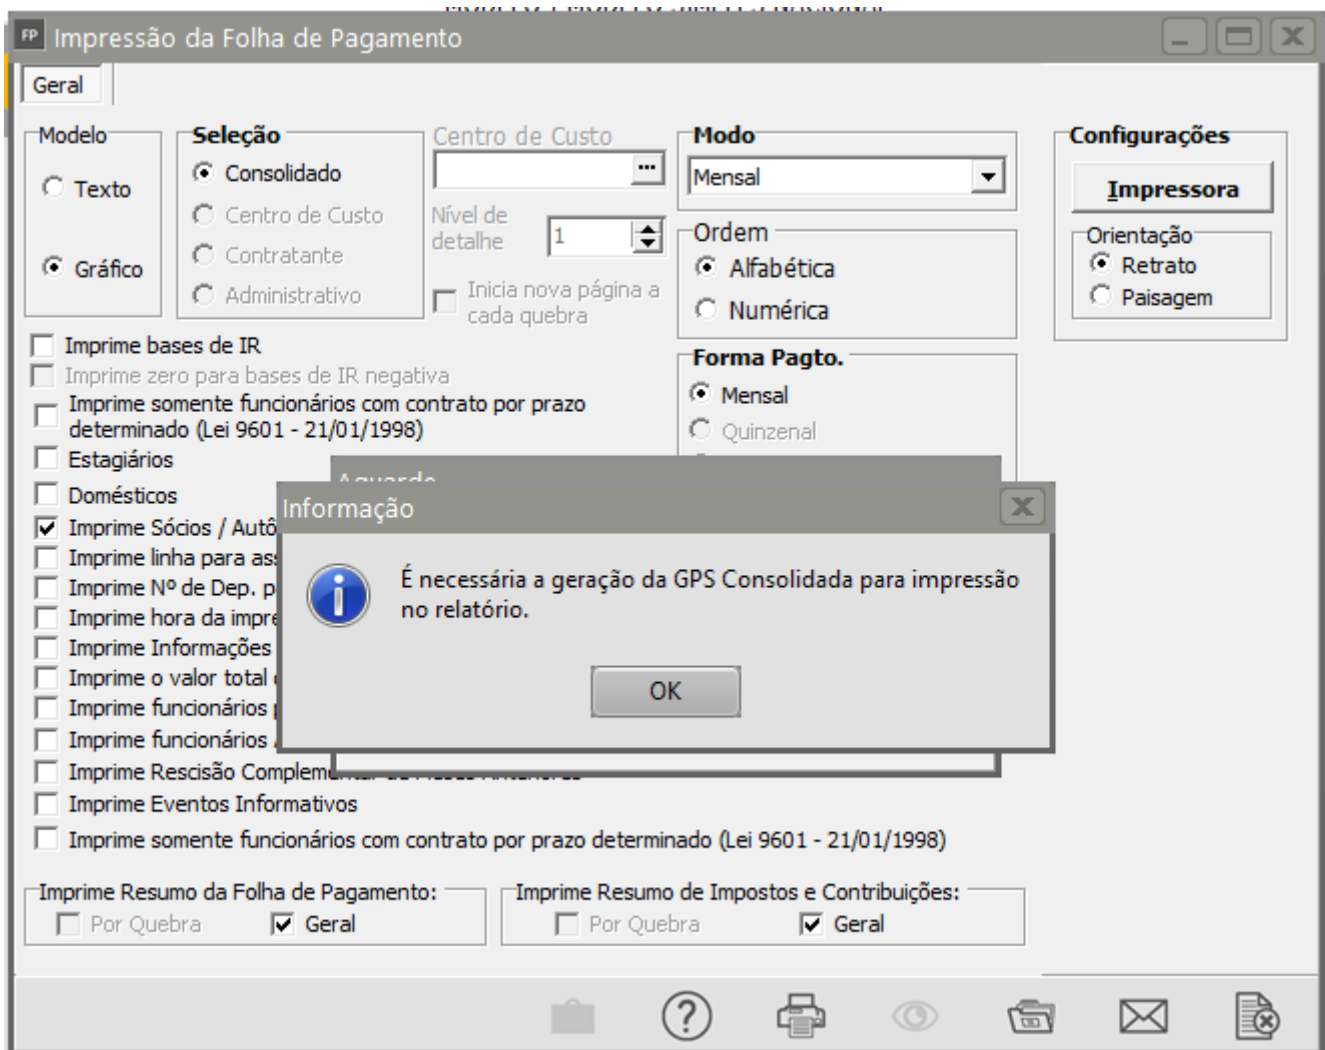 FP Impressão da Folha de Pagamento
Geral
Modelo
Texto
Gráfico
Seleção
Consolidado
Centro de Custo
Contratante
Administrativo
Centro de Custo
...
Nível de
detalhe
1
Inicia nova página a
cada quebra
Modo
Mensal
Ordem
Alfabética
Numérica
Forma Pagto.
Mensal
Quinzenal
Configurações
Impressora
Orientação
Retrato
Paisagem
Imprime bases de IR
Imprime zero para bases de IR negativa
Imprime somente funcionários com contrato por prazo
determinado (Lei 9601 - 21/01/1998)
Estagiários
Domésticos
Imprime Sócios / Autô
Imprime linha para ass
Imprime Nº de Dep. p
Imprime hora da impre
Imprime Informações
Imprime o valor total
Imprime funcionários
Imprime funcionários
Imprime Rescisão Complem
Imprime Eventos Informativos
Imprime somente funcionários com contrato por prazo determinado (Lei 9601 - 21/01/1998)
Aguarde
Informação
É necessária a geração da GPS Consolidada para impressão
no relatório.
OK
Imprime Resumo da Folha de Pagamento:
Por Quebra Geral
Imprime Resumo de Impostos e Contribuições:
Por Quebra Geral